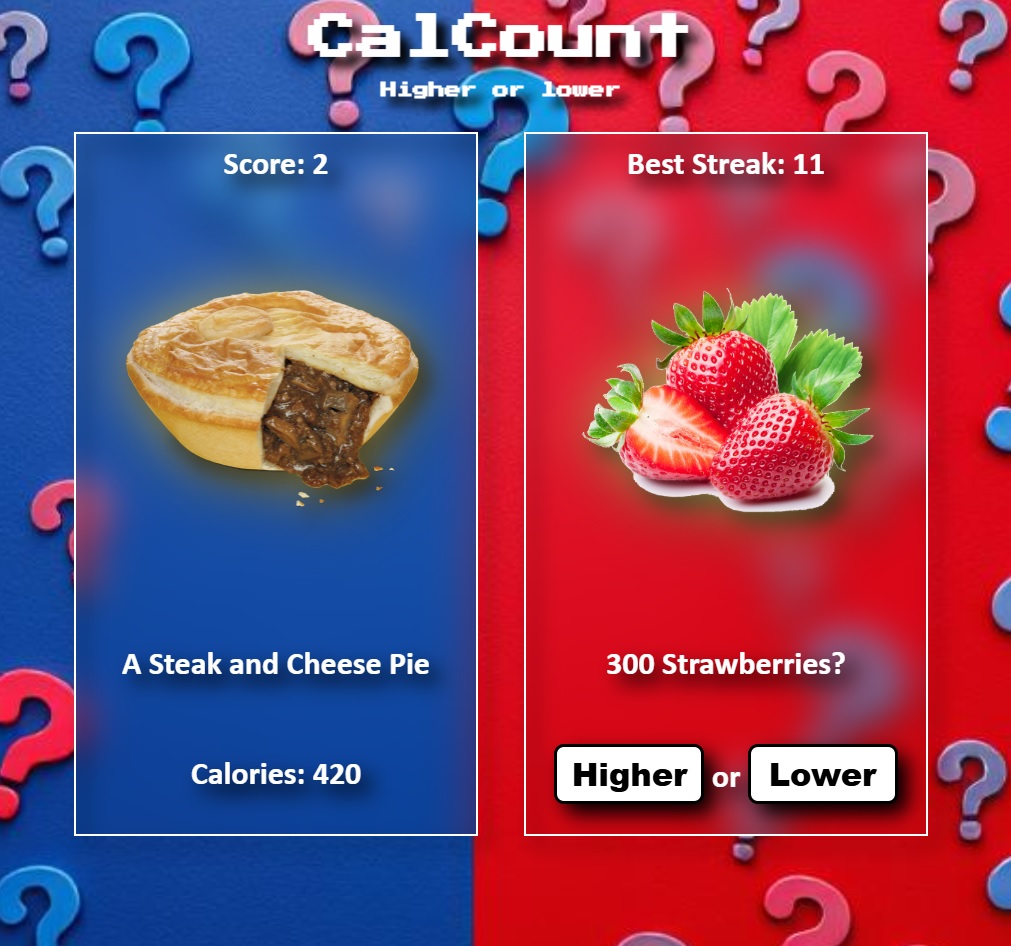 CalCount
Higher or lower
Score: 2
A Steak and Cheese Pie
Calories: 420
Best Streak: 11
300 Strawberries?
Higher or Lower